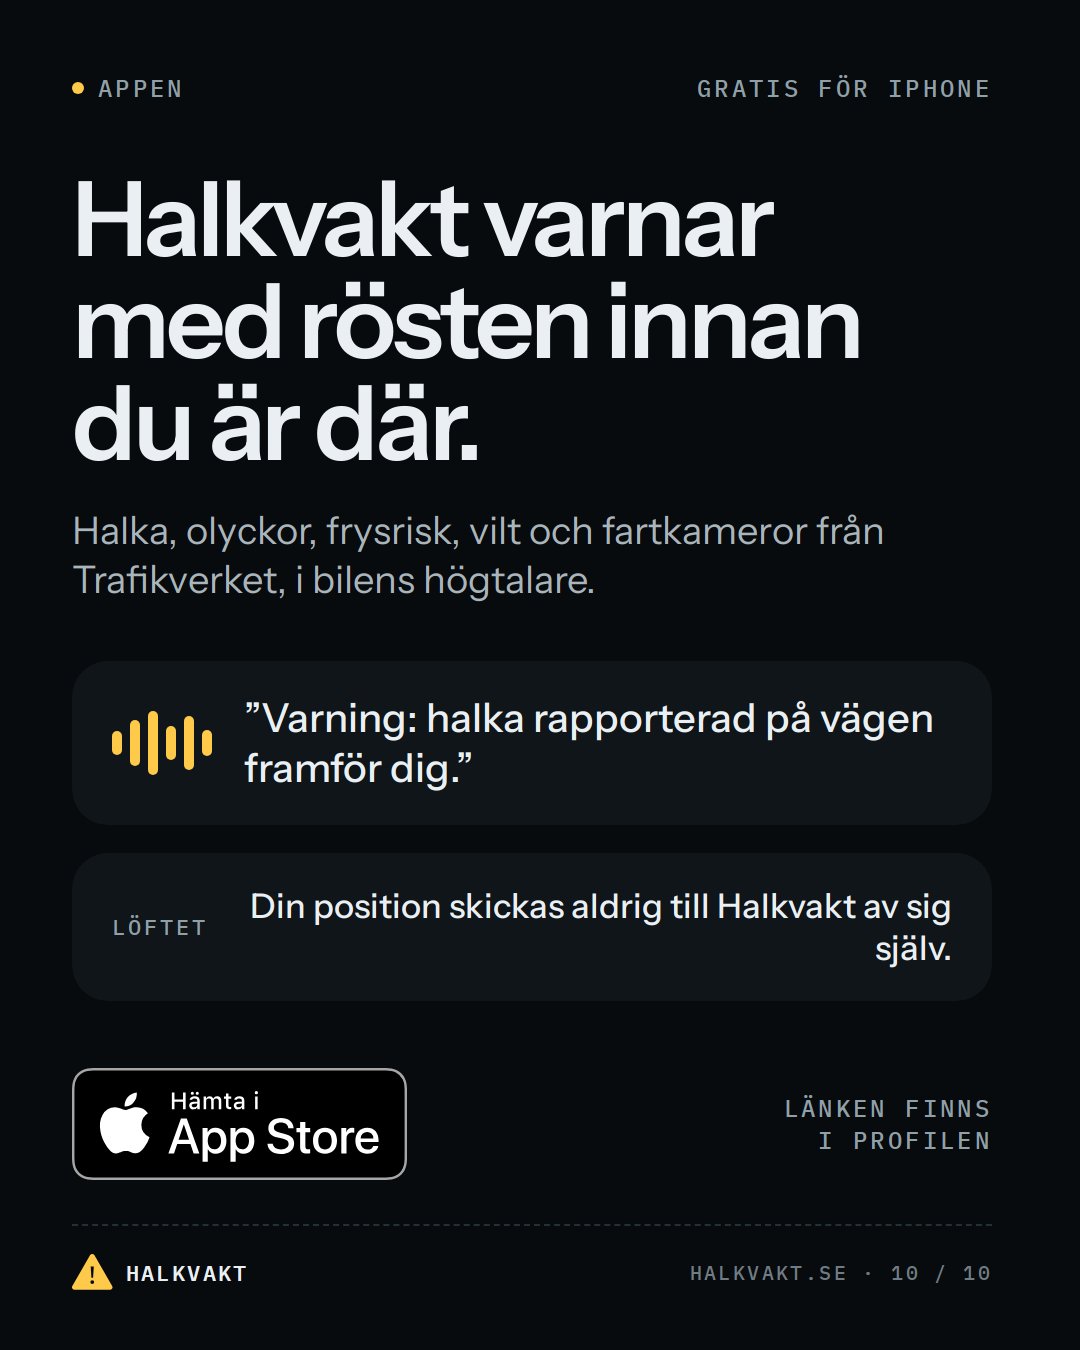 APPEN
GRATIS FÖR IPHONE
Halkvakt varnar
med rösten innan
du är där.
Halka, olyckor, frysrisk, vilt och fartkameror från
Trafikverket, i bilens högtalare.
”Varning: halka rapporterad på vägen
framför dig.”
LÖFTET
Din position skickas aldrig till Halkvakt av sig
själv.
Hämta i
App Store
LÄNKEN FINNS
I PROFILEN
HALKVAKT
HALKVAKT.SE · 10 / 10